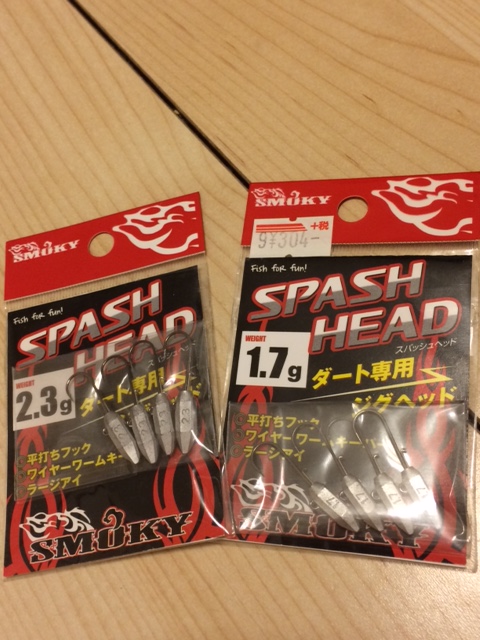 SMOKY
Fish for fun!
SPASH
HEAD
WEIGHT
2.3g
ダート専用
平打ちフック
ワイヤーワームキー
ラージアイ
SMOKY
SMOKY
+税
9¥304-
Fish for fun!
SPASH
HEAD
スパッシュヘッド
WEIGHT
1.7g
ダート専用
ジグヘッド
平打ちフック
ワイヤーワームキー
ラージアイ
SMOKY